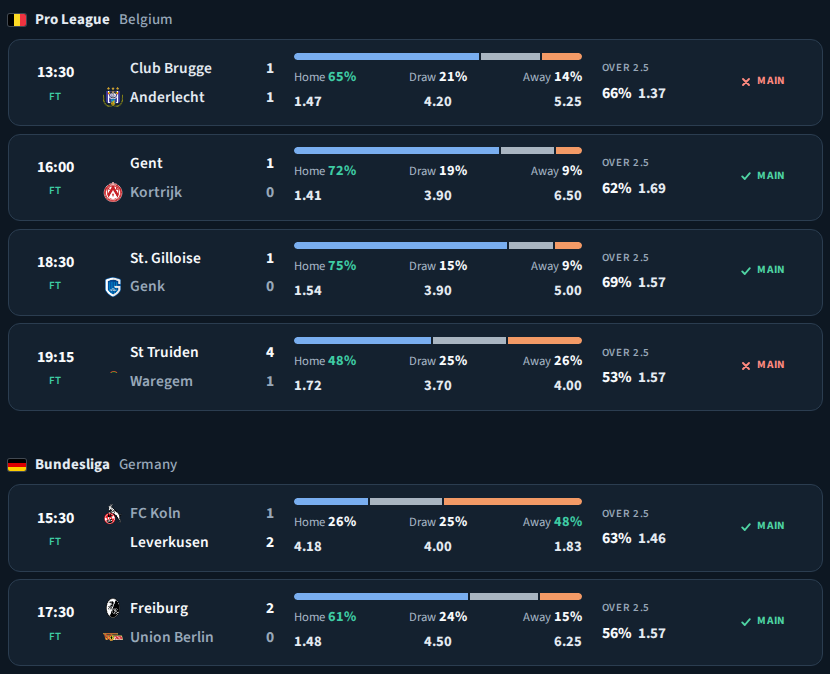 Pro League Belgium
13:30 FT
Club Brugge 1
Anderlecht 1
Home 65% Draw 21% Away 14%
1.47 4.20 5.25
OVER 2.5
66% 1.37
MAIN
16:00 FT
Gent 1
Kortrijk 0
Home 72% Draw 19% Away 9%
1.41 3.90 6.50
OVER 2.5
62% 1.69
MAIN
18:30 FT
St. Gilloise 1
Genk 0
Home 75% Draw 15% Away 9%
1.54 3.90 5.00
OVER 2.5
69% 1.57
MAIN
19:15 FT
St Truiden 4
Waregem 1
Home 48% Draw 25% Away 26%
1.72 3.70 4.00
OVER 2.5
53% 1.57
MAIN
Bundesliga Germany
15:30 FT
FC Koln 1
Leverkusen 2
Home 26% Draw 25% Away 48%
4.18 4.00 1.83
OVER 2.5
63% 1.46
MAIN
17:30 FT
Freiburg 2
Union Berlin 0
Home 61% Draw 24% Away 15%
1.48 4.50 6.25
OVER 2.5
56% 1.57
MAIN